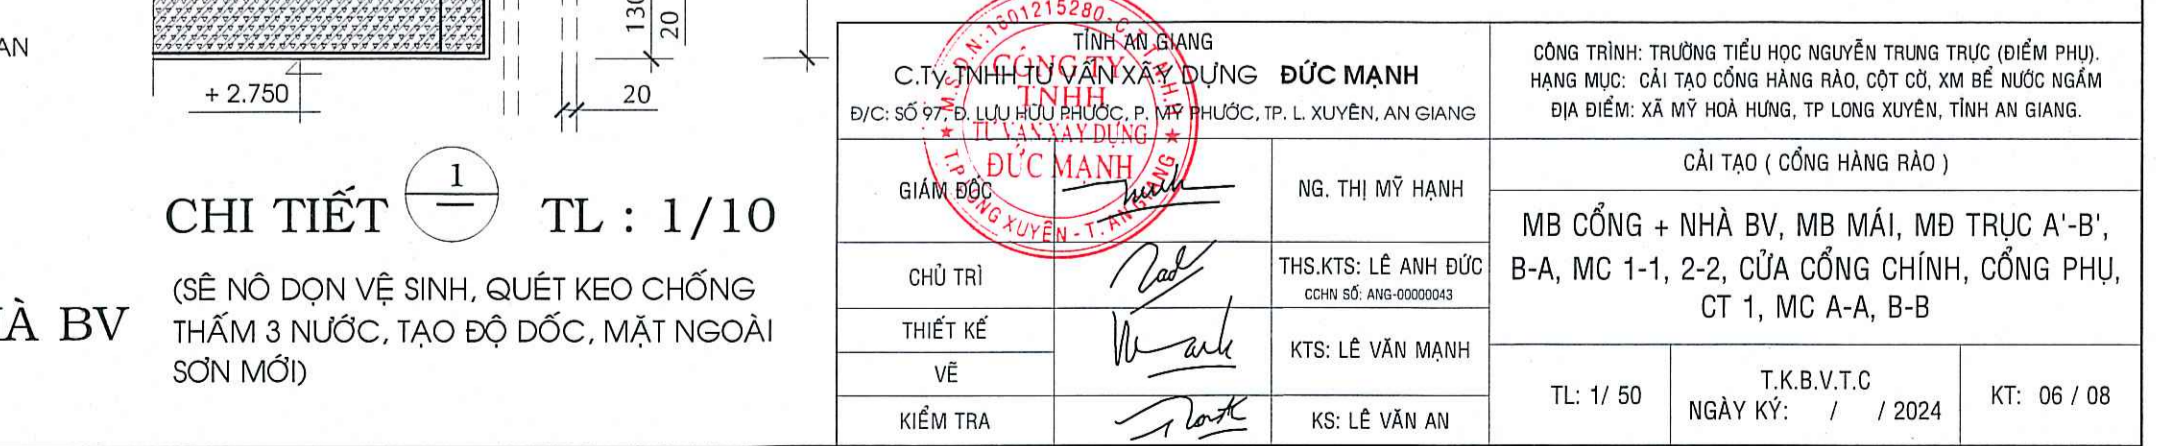 AN
+ 2.750
130
20
20
CHI TIẾT 1 TL : 1/10
À BV
(SÊ NÔ DỌN VỆ SINH, QUÉT KEO CHỐNG
THẤM 3 NƯỚC, TẠO ĐỘ DỐC, MẶT NGOÀI
SƠN MỚI)
TỈNH AN GIANG
C.Ty TNHH TƯ VẤN XÂY DỰNG ĐỨC MẠNH
Đ/C: SỐ 97, Đ. LƯU HỮU PHƯỚC, P. MỸ PHƯỚC, TP. L. XUYÊN, AN GIANG
M.S.D.N:1601215280-C.T.T.N.H.H
CÔNG TY
TNHH
TƯ VẤN XÂY DỰNG
ĐỨC MẠNH
T.P LONG XUYÊN - T. AN GIANG
GIÁM ĐỐC
NG. THỊ MỸ HẠNH
CHỦ TRÌ
THS.KTS: LÊ ANH ĐỨC
CCHN SỐ: ANG-00000043
THIẾT KẾ
VẼ
KTS: LÊ VĂN MẠNH
KIỂM TRA
KS: LÊ VĂN AN
CÔNG TRÌNH: TRƯỜNG TIỂU HỌC NGUYỄN TRUNG TRỰC (ĐIỂM PHỤ).
HẠNG MỤC: CẢI TẠO CỔNG HÀNG RÀO, CỘT CỜ, XM BỂ NƯỚC NGẦM
ĐỊA ĐIỂM: XÃ MỸ HOÀ HƯNG, TP LONG XUYÊN, TỈNH AN GIANG.
CẢI TẠO ( CỔNG HÀNG RÀO )
MB CỔNG + NHÀ BV, MB MÁI, MĐ TRỤC A'-B',
B-A, MC 1-1, 2-2, CỬA CỔNG CHÍNH, CỔNG PHỤ,
CT 1, MC A-A, B-B
TL: 1/ 50
T.K.B.V.T.C
NGÀY KÝ: / / 2024
KT: 06 / 08